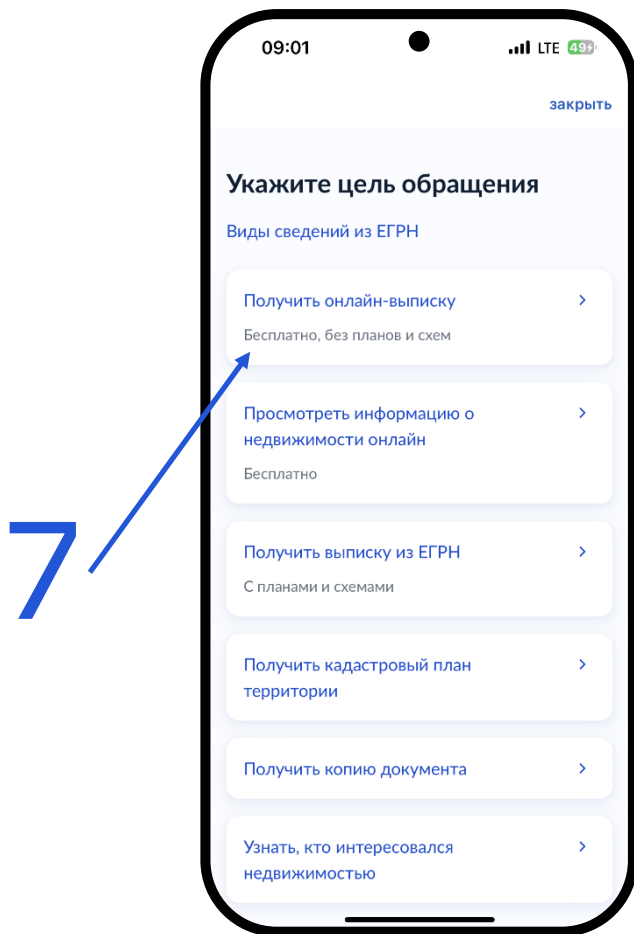 09:01 LTE 49
закрыть
Укажите цель обращения
Виды сведений из ЕГРН
Получить онлайн-выписку
Бесплатно, без планов и схем
Просмотреть информацию о
недвижимости онлайн
Бесплатно
7
Получить выписку из ЕГРН
С планами и схемами
Получить кадастровый план
территории
Получить копию документа
Узнать, кто интересовался
недвижимостью